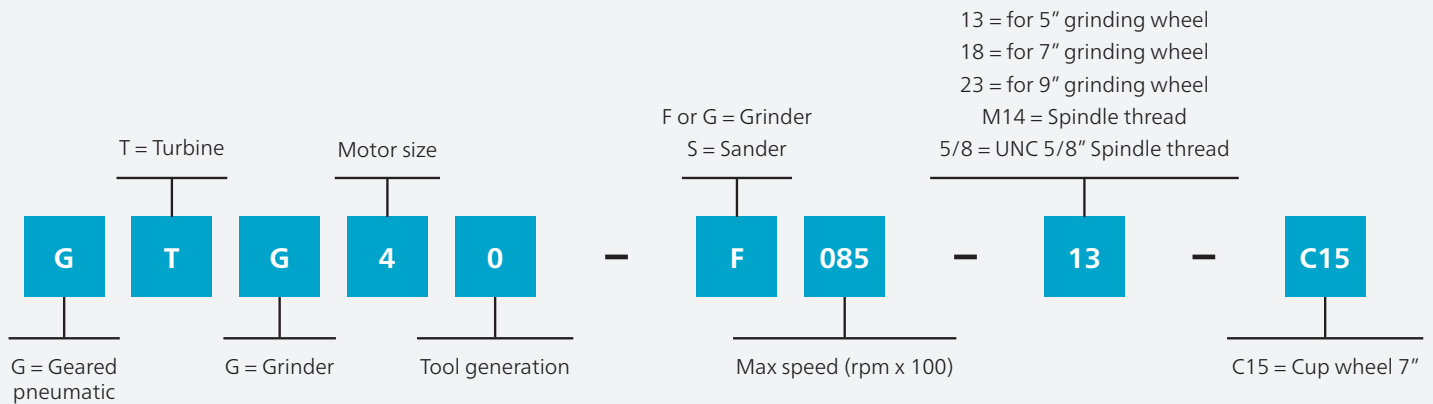 13 = for 5" grinding wheel
18 = for 7" grinding wheel
23 = for 9" grinding wheel
F or G = Grinder
M14 = Spindle thread
T = Turbine
Motor size
S = Sander
5/8 = UNC 5/8" Spindle thread
G T G 4 0 – F 085 – 13 – C15
G = Geared
pneumatic
G = Grinder
Tool generation
Max speed (rpm x 100)
C15 = Cup wheel 7"